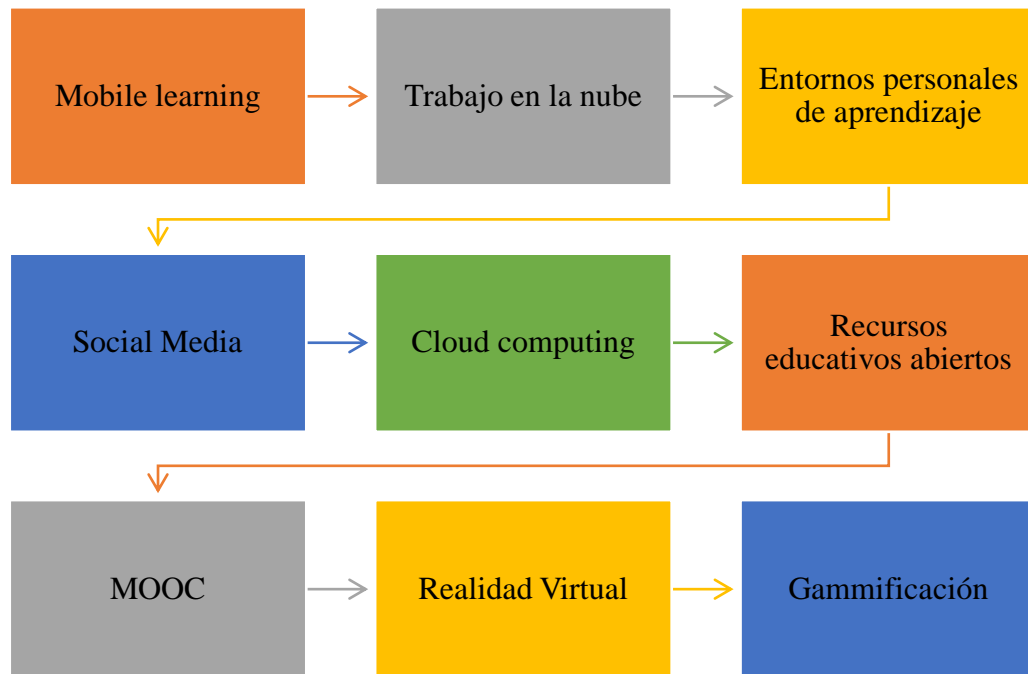 Mobile learning
Trabajo en la nube
Entornos personales
de aprendizaje
Social Media
Cloud computing
Recursos
educativos abiertos
MOOC
Realidad Virtual
Gammificación